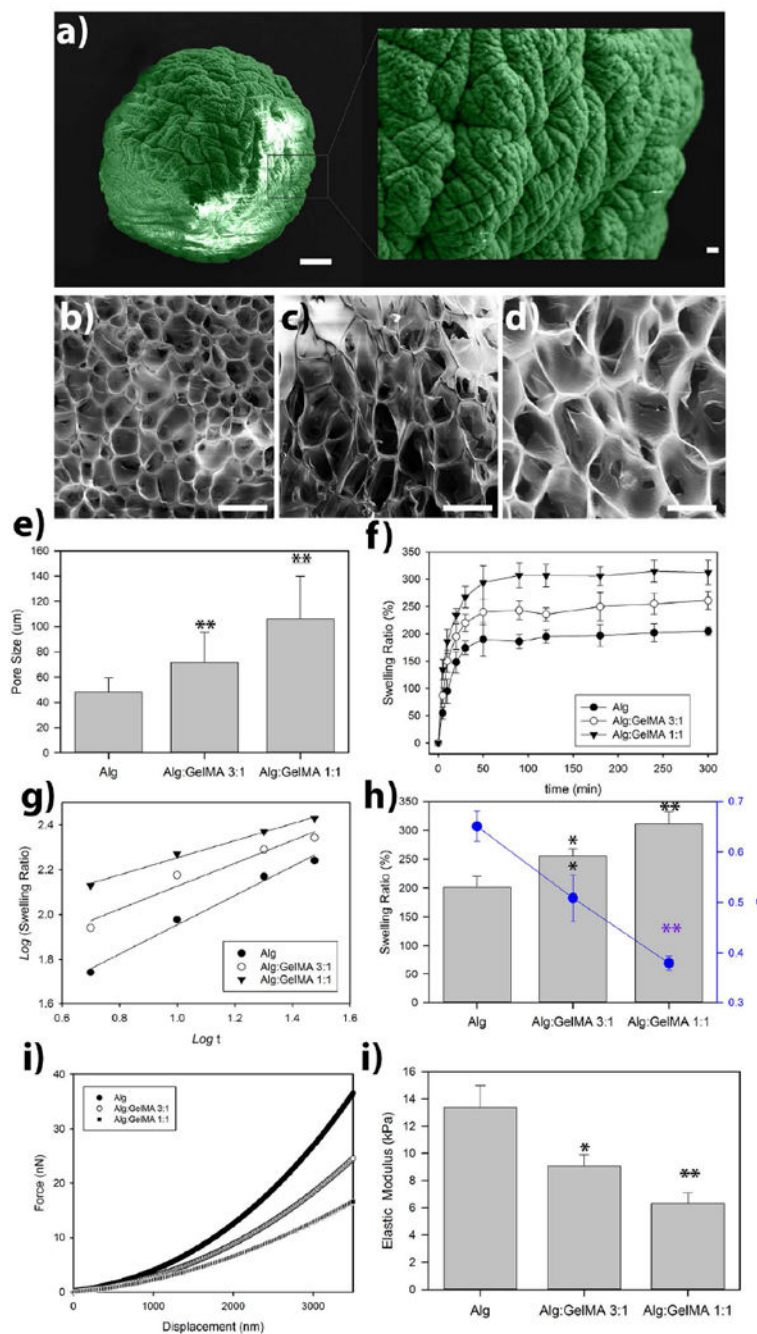 a)
b)
c)
d)
e)
160
140
120
100
80
60
40
20
0
Pore Size (um)
**
**
Alg
Alg:GelMA 3:1
Alg:GelMA 1:1
f)
350
300
250
200
150
100
50
0
Swelling Ratio (%)
Alg
Alg:GelMA 3:1
Alg:GelMA 1:1
0
50
100
150
200
250
300
time (min)
g)
2.4
2.2
2.0
1.8
1.6
Log (Swelling Ratio)
Alg
Alg:GelMA 3:1
Alg:GelMA 1:1
0.6
0.8
1.0
1.2
1.4
1.6
Log t
h)
350
300
250
200
150
100
50
0
Swelling Ratio (%)
*
*
**
**
0.7
0.6
0.5
0.4
0.3
Alg
Alg:GelMA 3:1
Alg:GelMA 1:1
i)
40
30
20
10
0
Force (nN)
Alg
Alg:GelMA 3:1
Alg:GelMA 1:1
0
1000
2000
3000
Displacement (nm)
i)
16
14
12
10
8
6
4
2
0
Elastic Modulus (kPa)
*
**
Alg
Alg:GelMA 3:1
Alg:GelMA 1:1